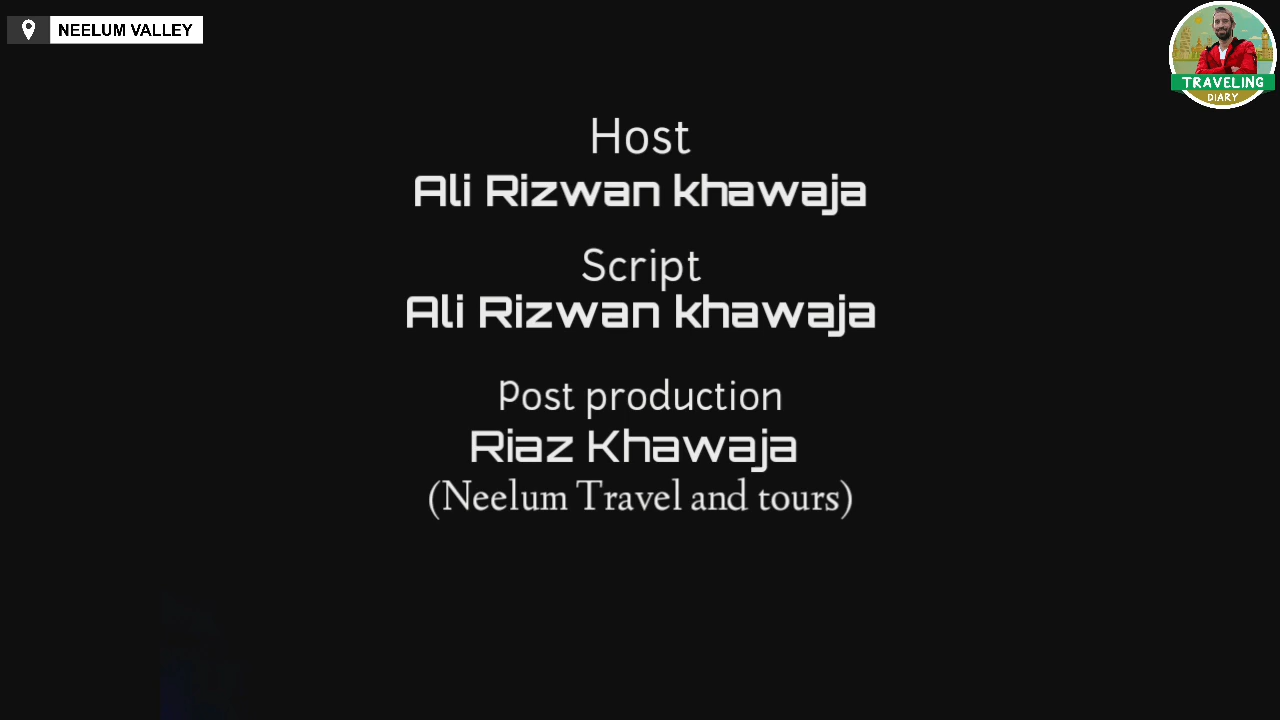 NEELUM VALLEY
TRAVELING
DIARY
Host
Ali Rizwan khawaja
Script
Ali Rizwan khawaja
Post production
Riaz Khawaja
(Neelum Travel and tours)